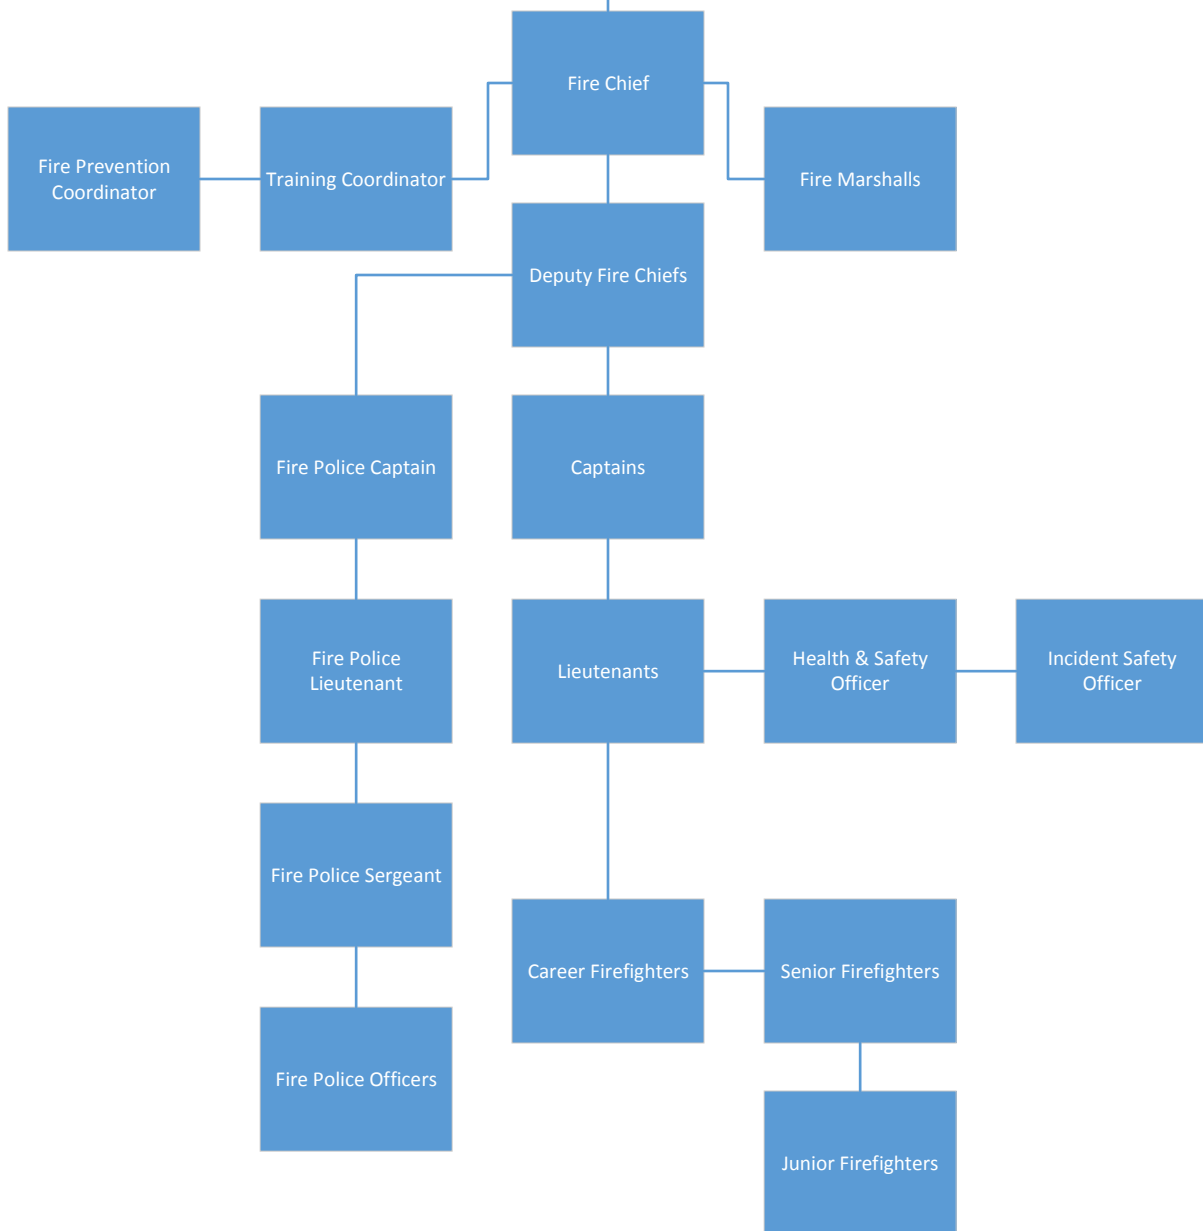 Fire Chief
Fire Prevention
Coordinator
Training Coordinator
Fire Marshalls
Deputy Fire Chiefs
Fire Police Captain
Captains
Fire Police
Lieutenant
Lieutenants
Health & Safety
Officer
Incident Safety
Officer
Fire Police Sergeant
Career Firefighters
Senior Firefighters
Fire Police Officers
Junior Firefighters